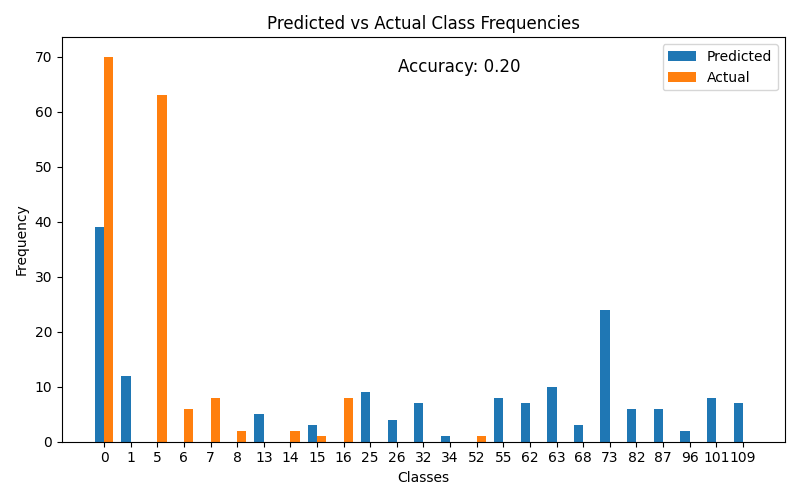 Predicted vs Actual Class Frequencies
Accuracy: 0.20
Predicted
Actual
70
60
50
40
30
20
10
0
Frequency
0 1 5 6 7 8 13 14 15 16 25 26 32 34 52 55 62 63 68 73 82 87 96 101 109
Classes